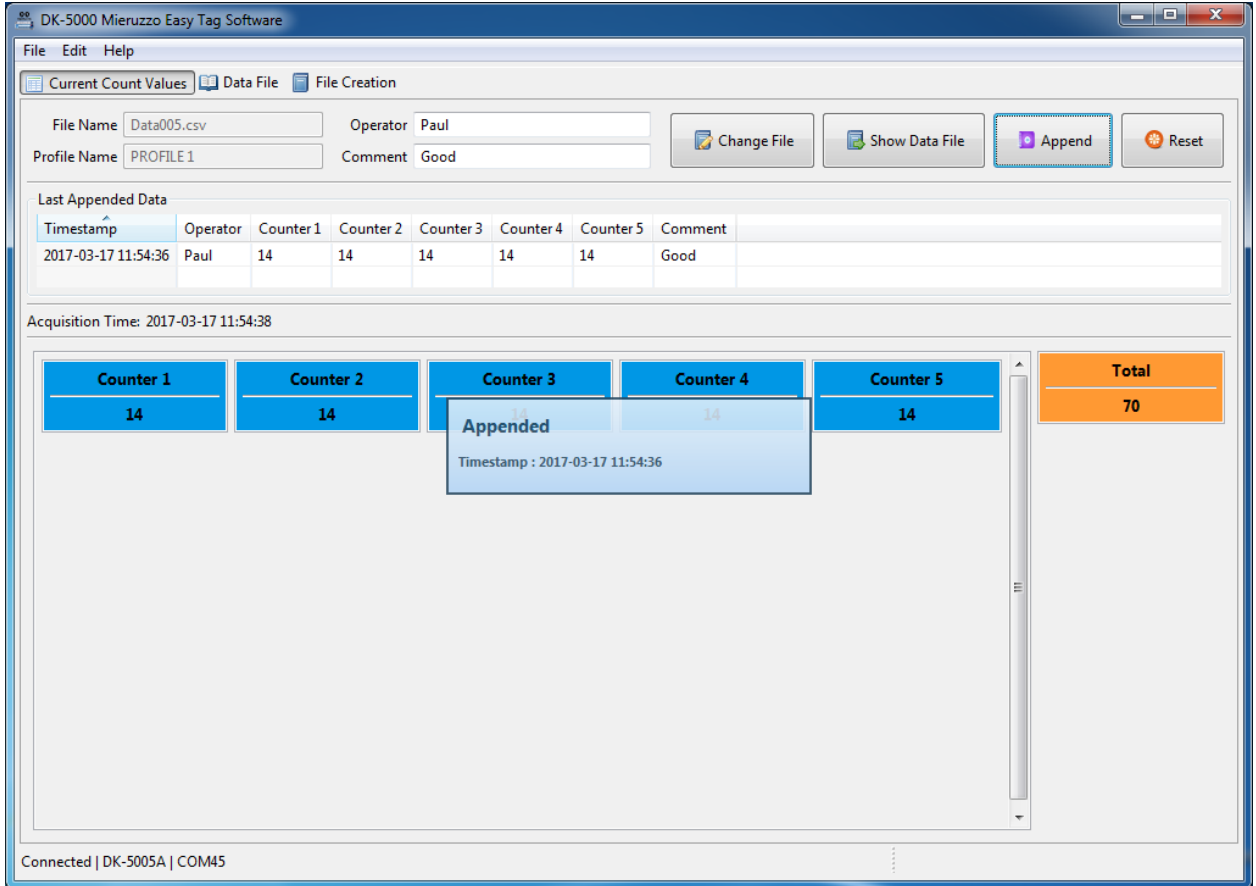 DK-5000 Mieruzzo Easy Tag Software
File Edit Help
Current Count Values Data File File Creation
File Name Data005.csv Operator Paul
Change File Show Data File Append Reset
Profile Name PROFILE 1 Comment Good
Last Appended Data
Timestamp Operator Counter 1 Counter 2 Counter 3 Counter 4 Counter 5 Comment
2017-03-17 11:54:36 Paul 14 14 14 14 14 Good
Acquisition Time: 2017-03-17 11:54:38
Counter 1 Counter 2 Counter 3 Counter 4 Counter 5 Total
14 14 14 14 14 70
Appended
Timestamp : 2017-03-17 11:54:36
Connected | DK-5005A | COM45